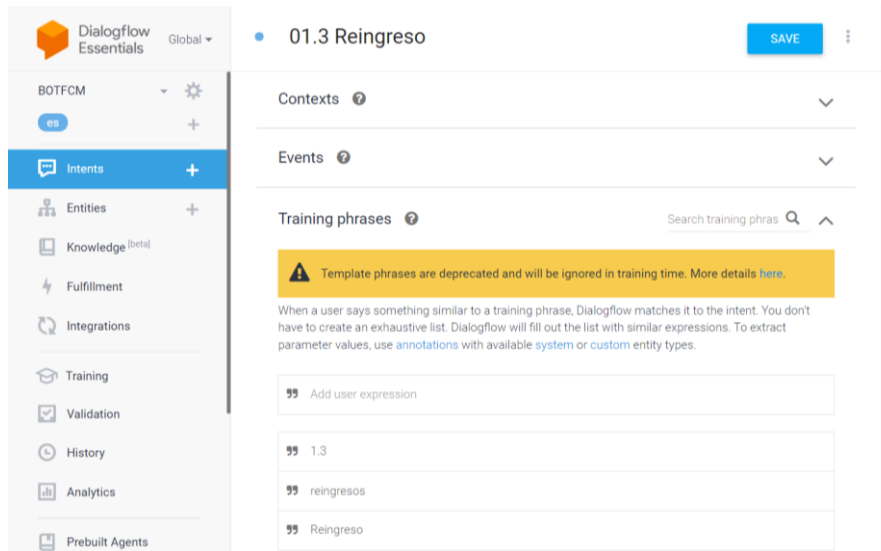 Dialogflow
Essentials
Global
01.3 Reingreso
SAVE
BOTFCM
es
Intents
Entities
Knowledge [beta]
Fulfillment
Integrations
Training
Validation
History
Analytics
Prebuilt Agents
Contexts
Events
Training phrases
Search training phras
Template phrases are deprecated and will be ignored in training time. More details here.
When a user says something similar to a training phrase, Dialogflow matches it to the intent. You don't
have to create an exhaustive list. Dialogflow will fill out the list with similar expressions. To extract
parameter values, use annotations with available system or custom entity types.
Add user expression
1.3
reingresos
Reingreso